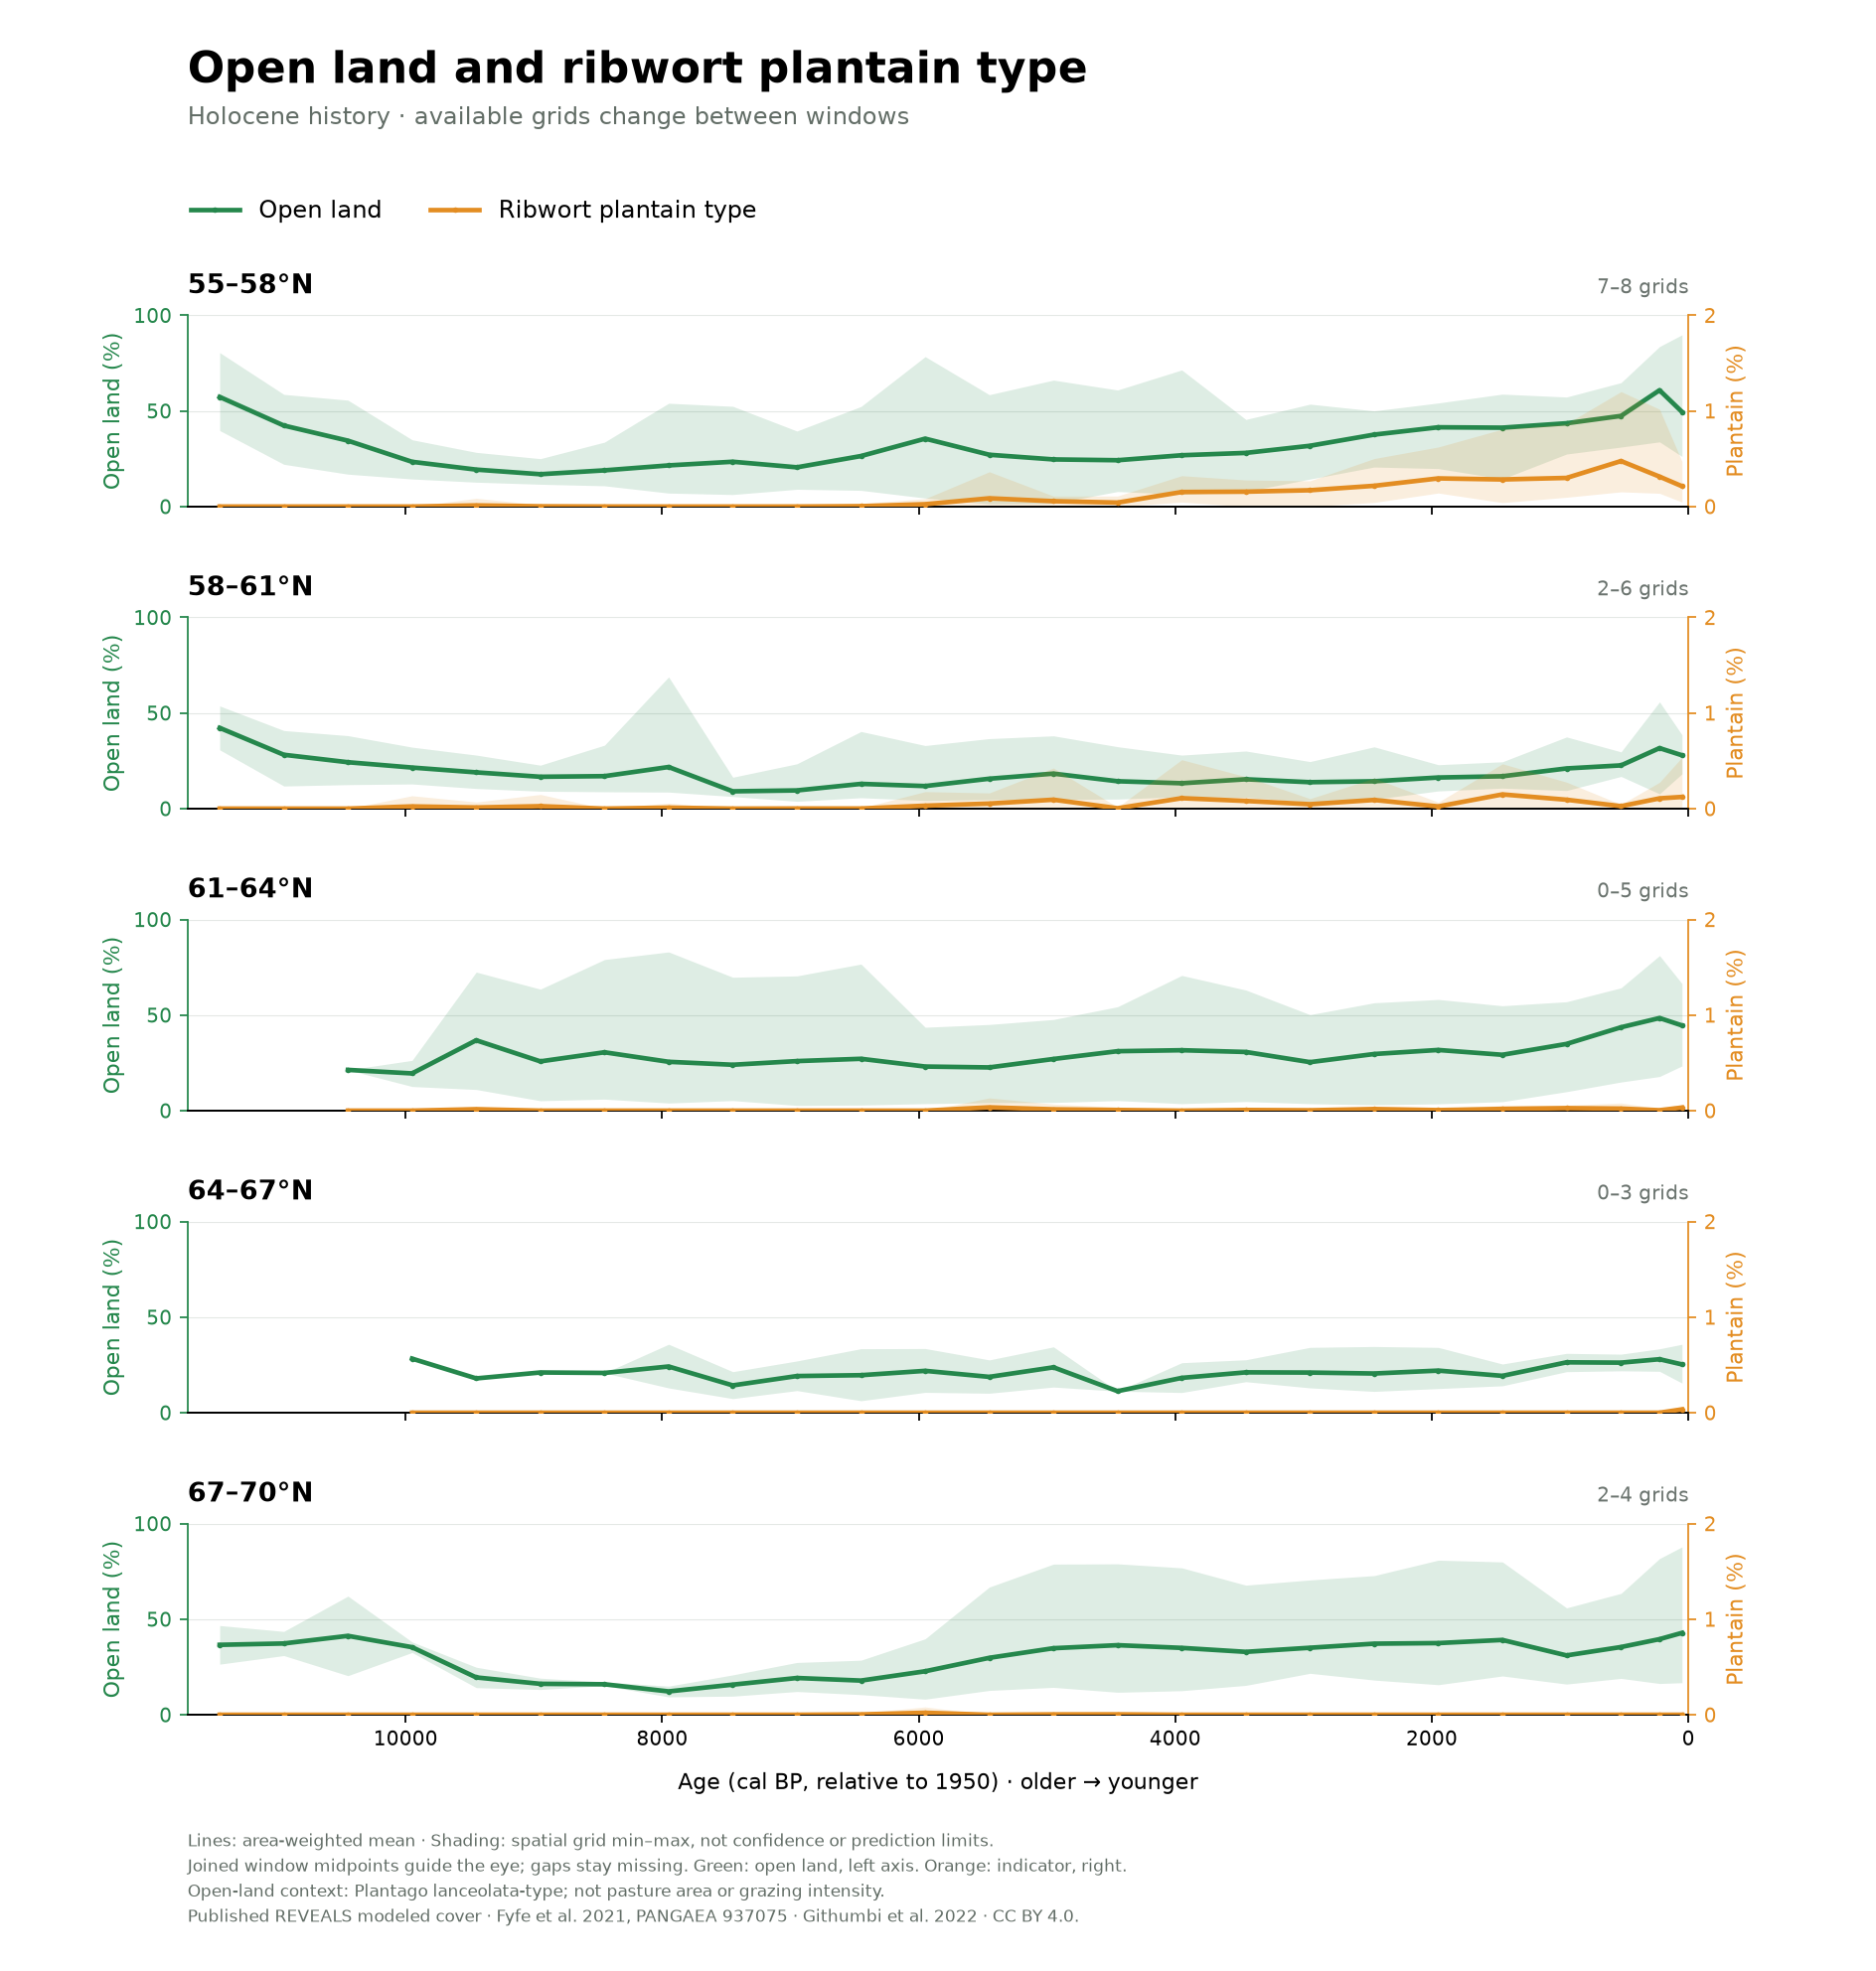 Open land and ribwort plantain type
Holocene history · available grids change between windows
Open land
Ribwort plantain type
55–58°N
7–8 grids
100
50
0
Open land (%)
2
1
0
Plantain (%)
58–61°N
2–6 grids
100
50
0
Open land (%)
2
1
0
Plantain (%)
61–64°N
0–5 grids
100
50
0
Open land (%)
2
1
0
Plantain (%)
64–67°N
0–3 grids
100
50
0
Open land (%)
2
1
0
Plantain (%)
67–70°N
2–4 grids
100
50
0
Open land (%)
2
1
0
Plantain (%)
10000 8000 6000 4000 2000 0
Age (cal BP, relative to 1950) · older → younger
Lines: area-weighted mean · Shading: spatial grid min–max, not confidence or prediction limits.
Joined window midpoints guide the eye; gaps stay missing. Green: open land, left axis. Orange: indicator, right.
Open-land context: Plantago lanceolata-type; not pasture area or grazing intensity.
Published REVEALS modeled cover · Fyfe et al. 2021, PANGAEA 937075 · Githumbi et al. 2022 · CC BY 4.0.